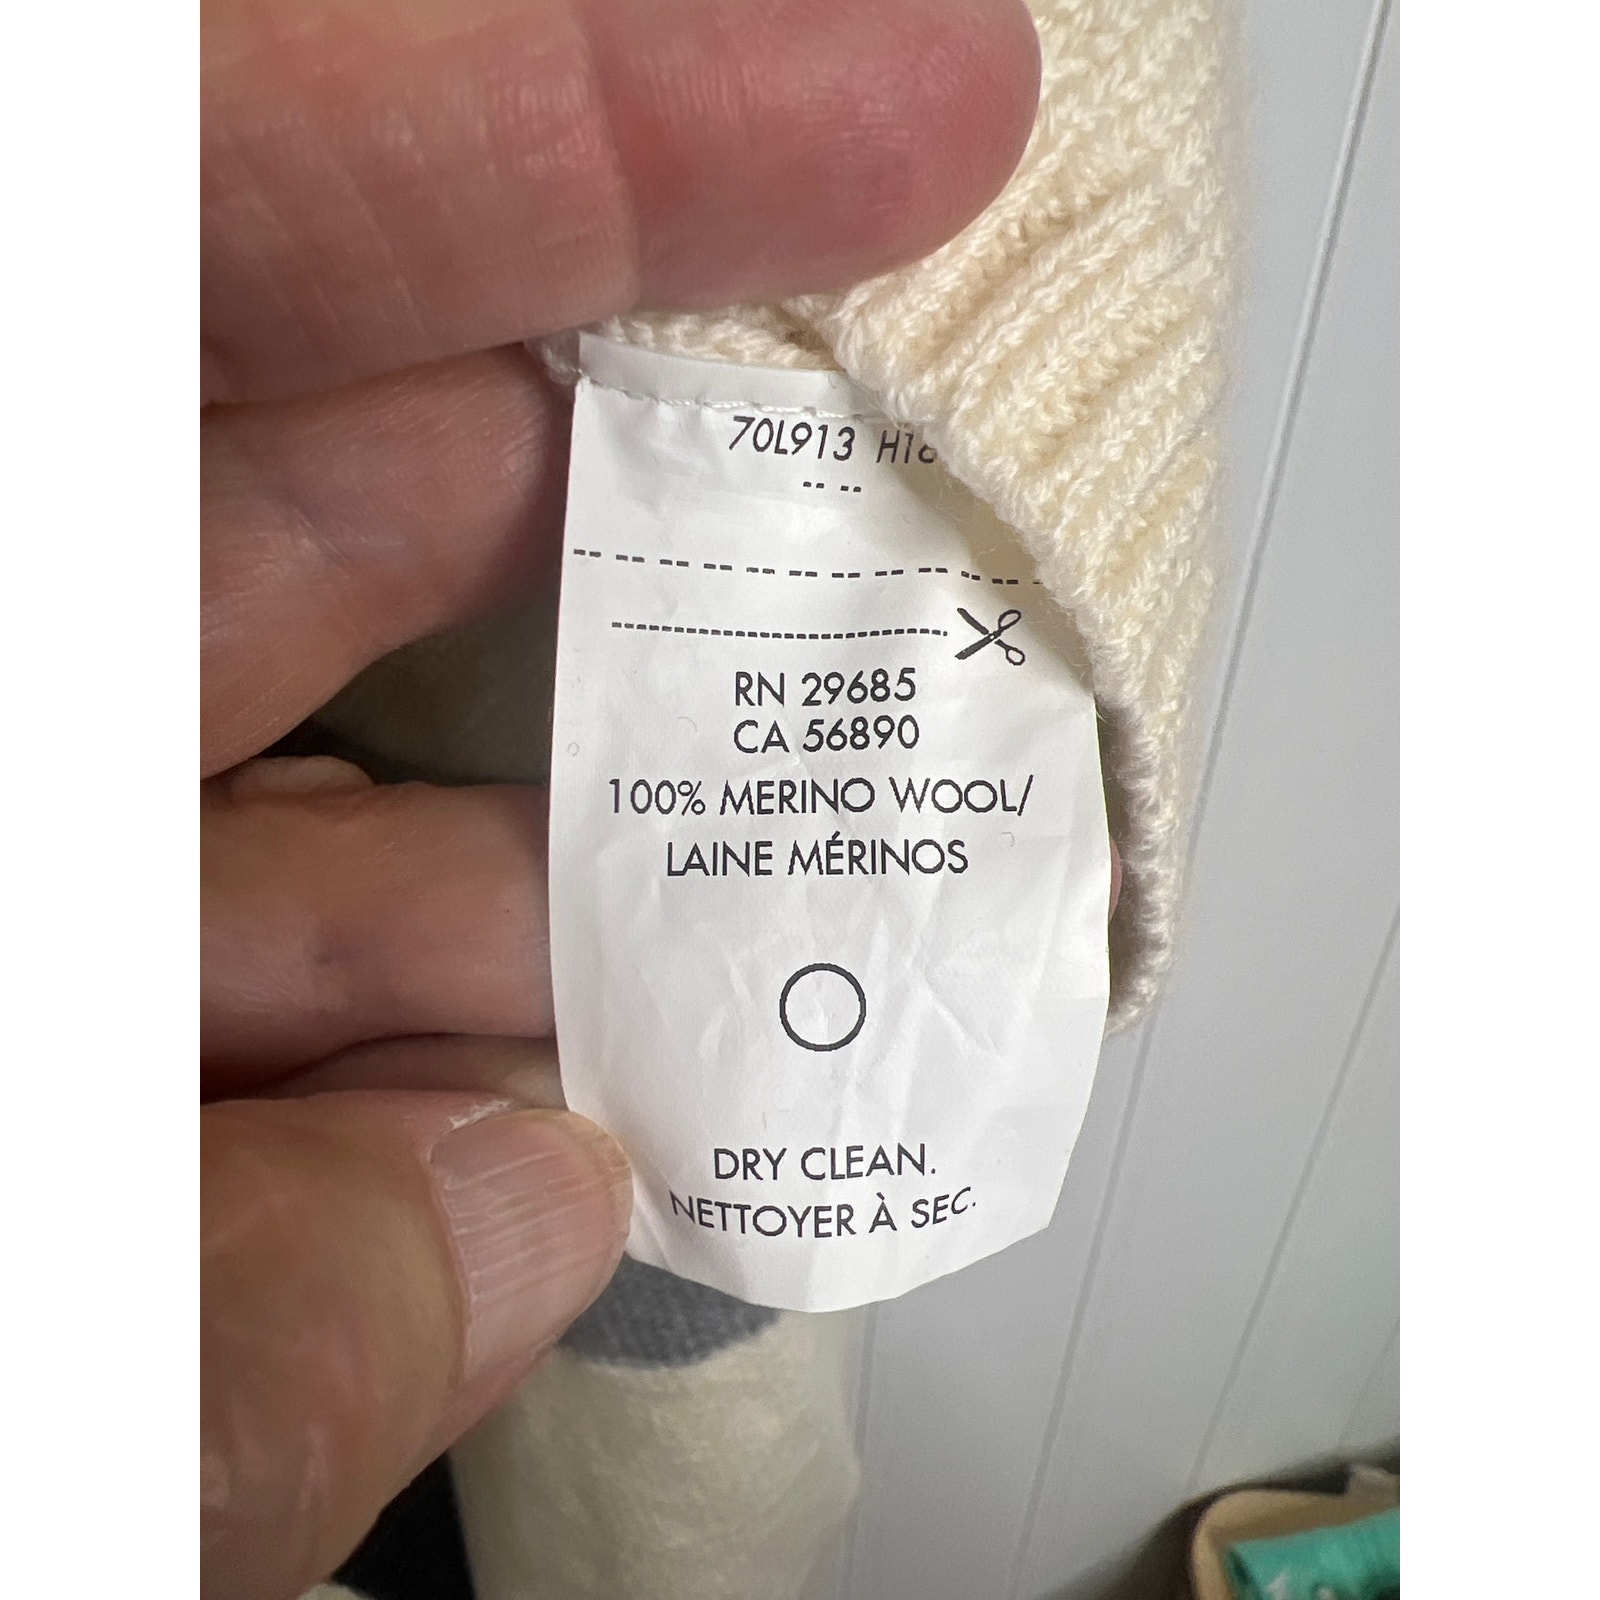 70L913
RN 29685
CA 56890
100% MERINO WOOL/
LAINE MÉRINOS
DRY CLEAN.
NETTOYER À SEC.